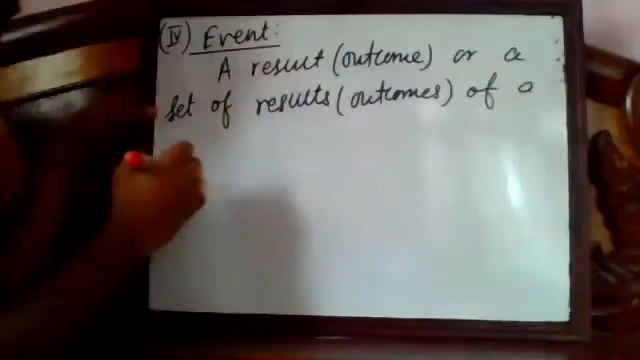 (IV) Event:
A result (outcome) or a
set of results (outcomes) of a